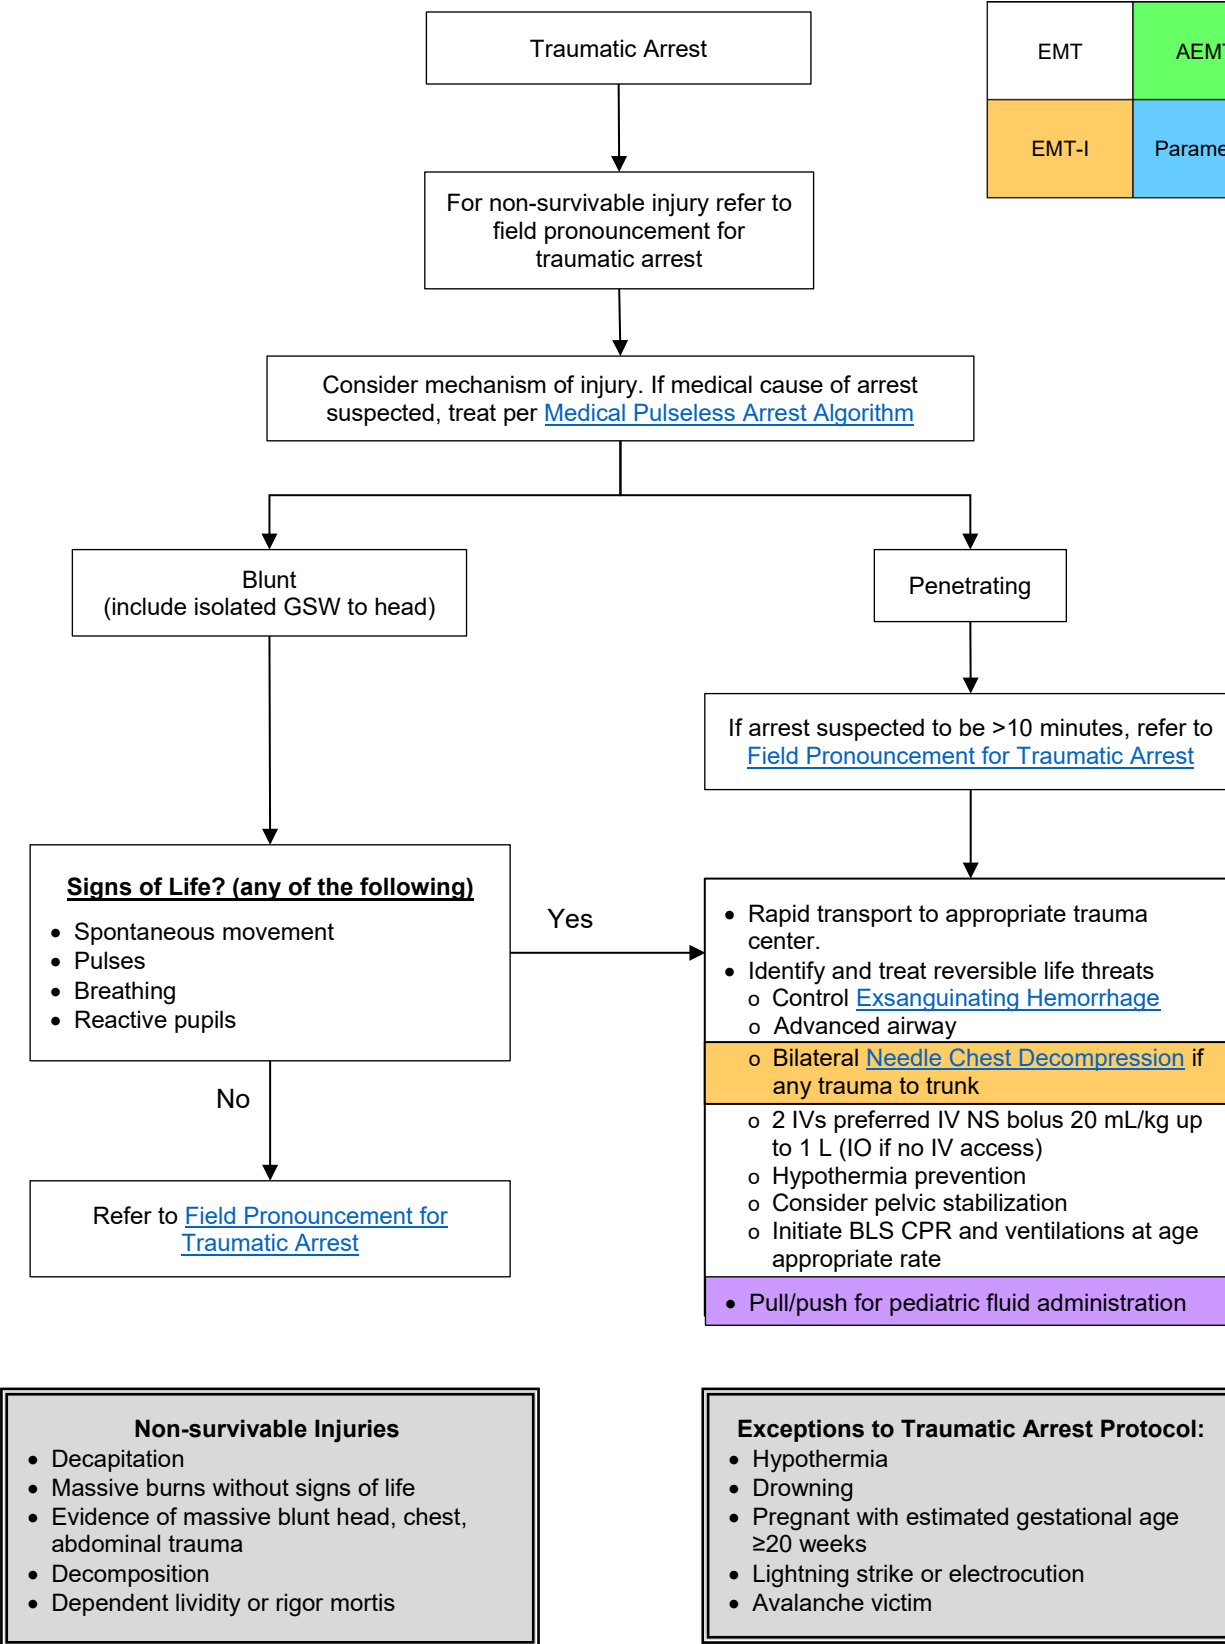 Traumatic Arrest
EMT
EMT-I
For non-survivable injury refer to
field pronouncement for
traumatic arrest
Consider mechanism of injury. If medical cause of arrest
suspected, treat per Medical Pulseless Arrest Algorithm
Blunt
(include isolated GSW to head)
Penetrating
If arrest suspected to be >10 minutes, refer to
Field Pronouncement for Traumatic Arrest
Signs of Life? (any of the following)
• Spontaneous movement
• Pulses
• Breathing
• Reactive pupils
Yes
No
Refer to Field Pronouncement for
Traumatic Arrest
• Rapid transport to appropriate trauma
center.
• Identify and treat reversible life threats
o Control Exsanguinating Hemorrhage
o Advanced airway
o Bilateral Needle Chest Decompression if
any trauma to trunk
o 2 IVs preferred IV NS bolus 20 mL/kg up
to 1 L (IO if no IV access)
o Hypothermia prevention
o Consider pelvic stabilization
o Initiate BLS CPR and ventilations at age
appropriate rate
• Pull/push for pediatric fluid administration
Non-survivable Injuries
• Decapitation
• Massive burns without signs of life
• Evidence of massive blunt head, chest,
abdominal trauma
• Decomposition
• Dependent lividity or rigor mortis
Exceptions to Traumatic Arrest Protocol:
• Hypothermia
• Drowning
• Pregnant with estimated gestational age
≥20 weeks
• Lightning strike or electrocution
• Avalanche victim